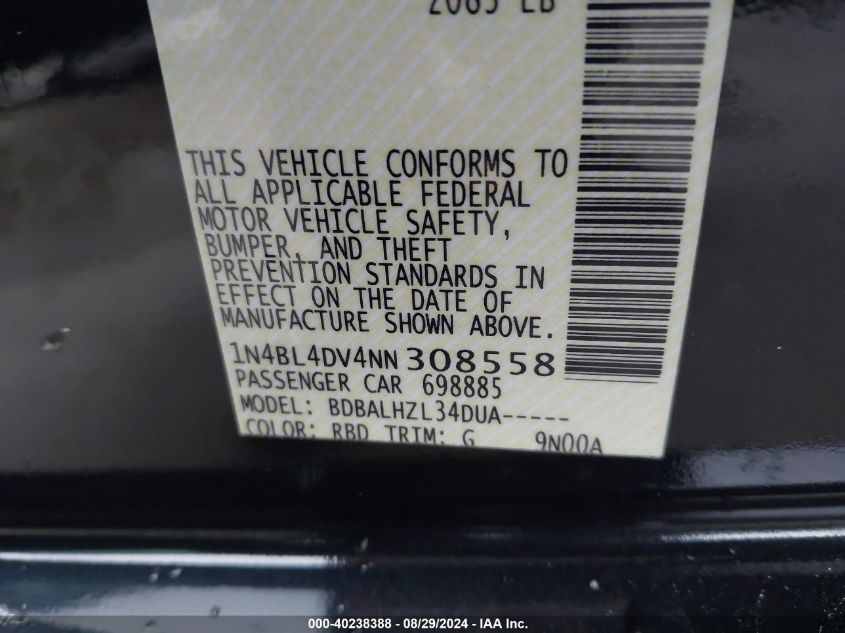 2085 LB
THIS VEHICLE CONFORMS TO
ALL APPLICABLE FEDERAL
MOTOR VEHICLE SAFETY,
BUMPER, AND THEFT
PREVENTION STANDARDS IN
EFFECT ON THE DATE OF
MANUFACTURE SHOWN ABOVE.
1N4BL4DV4NN308558
PASSENGER CAR 698885
MODEL: BDBALHZL34DUA-----
COLOR: RBD TRIM: G 9N00A
000-40238388 - 08/29/2024 - IAA Inc.